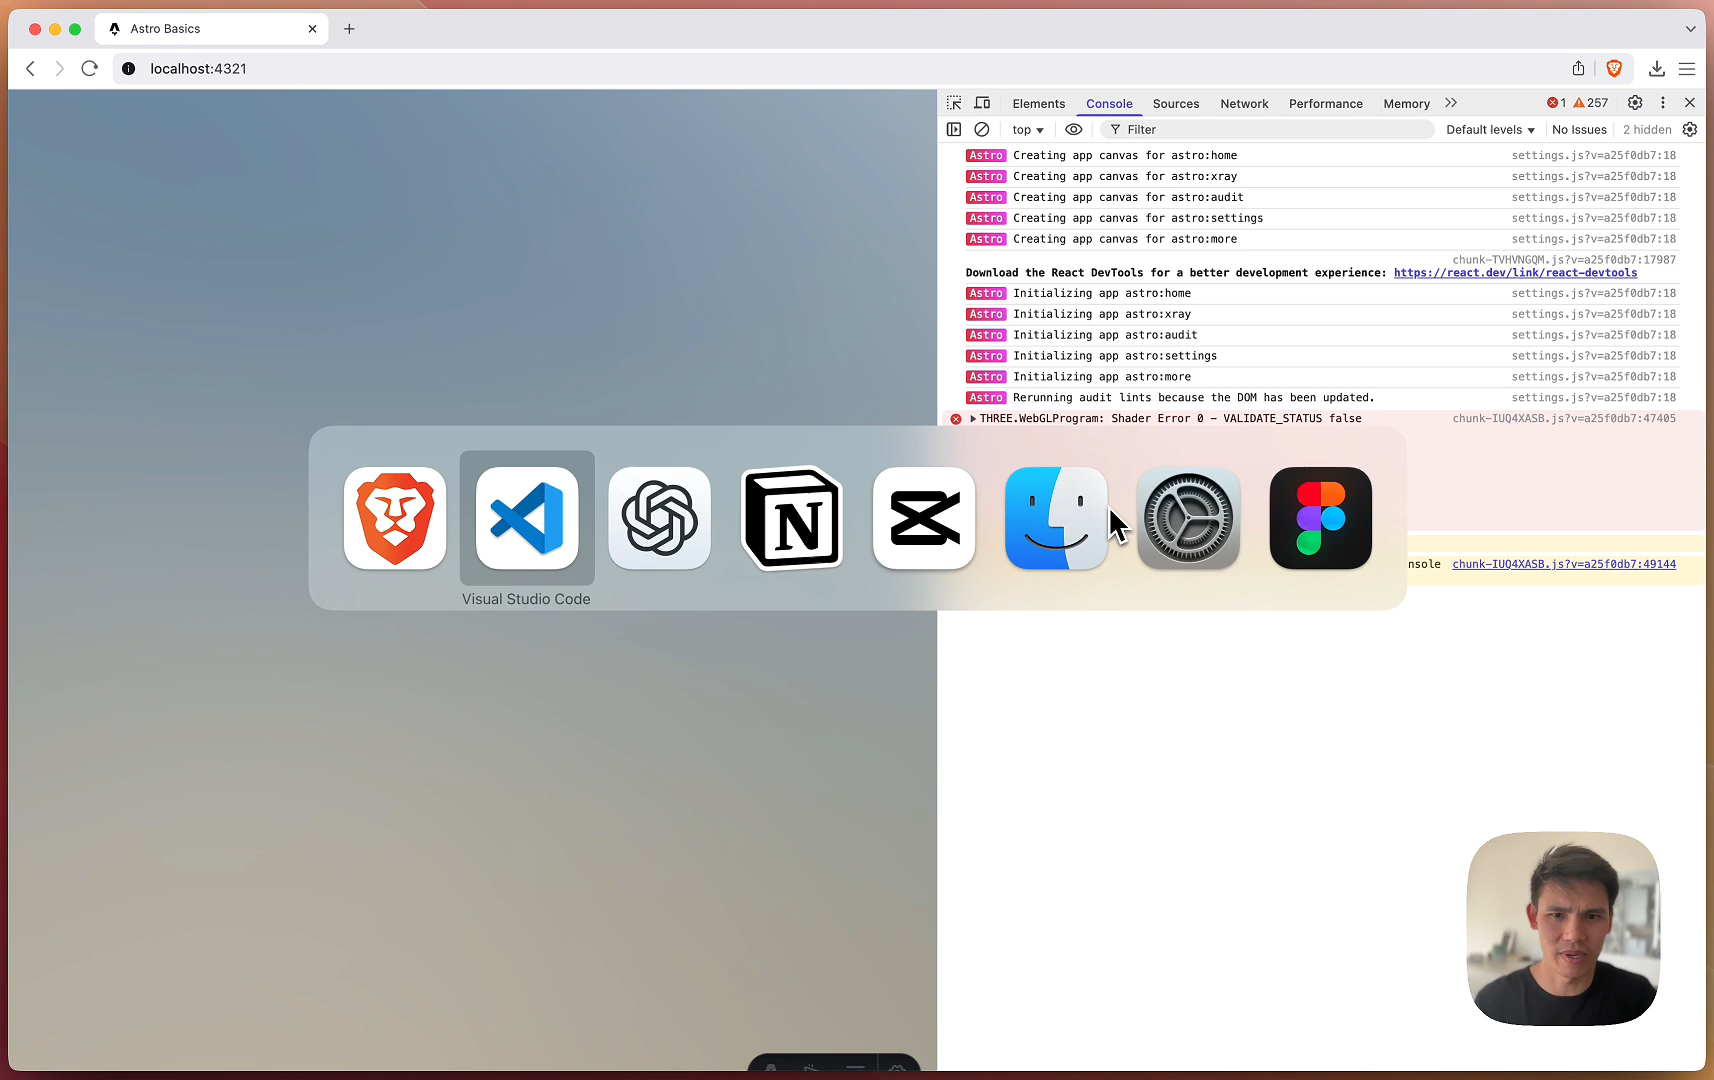 Astro Basics
localhost:4321
Elements Console Sources Network Performance Memory 1 257
top Filter Default levels No Issues 2 hidden
Astro Creating app canvas for astro:home settings.js?v=a25f0db7:18
Astro Creating app canvas for astro:xray settings.js?v=a25f0db7:18
Astro Creating app canvas for astro:audit settings.js?v=a25f0db7:18
Astro Creating app canvas for astro:settings settings.js?v=a25f0db7:18
Astro Creating app canvas for astro:more settings.js?v=a25f0db7:18
chunk-TVHVNGQM.js?v=a25f0db7:17987
Download the React DevTools for a better development experience: https://react.dev/link/react-devtools
Astro Initializing app astro:home settings.js?v=a25f0db7:18
Astro Initializing app astro:xray settings.js?v=a25f0db7:18
Astro Initializing app astro:audit settings.js?v=a25f0db7:18
Astro Initializing app astro:settings settings.js?v=a25f0db7:18
Astro Initializing app astro:more settings.js?v=a25f0db7:18
Astro Rerunning audit lints because the DOM has been updated. settings.js?v=a25f0db7:18
THREE.WebGLProgram: Shader Error 0 - VALIDATE_STATUS false chunk-IUQ4XASB.js?v=a25f0db7:47405
N
nsole chunk-IUQ4XASB.js?v=a25f0db7:49144
Visual Studio Code